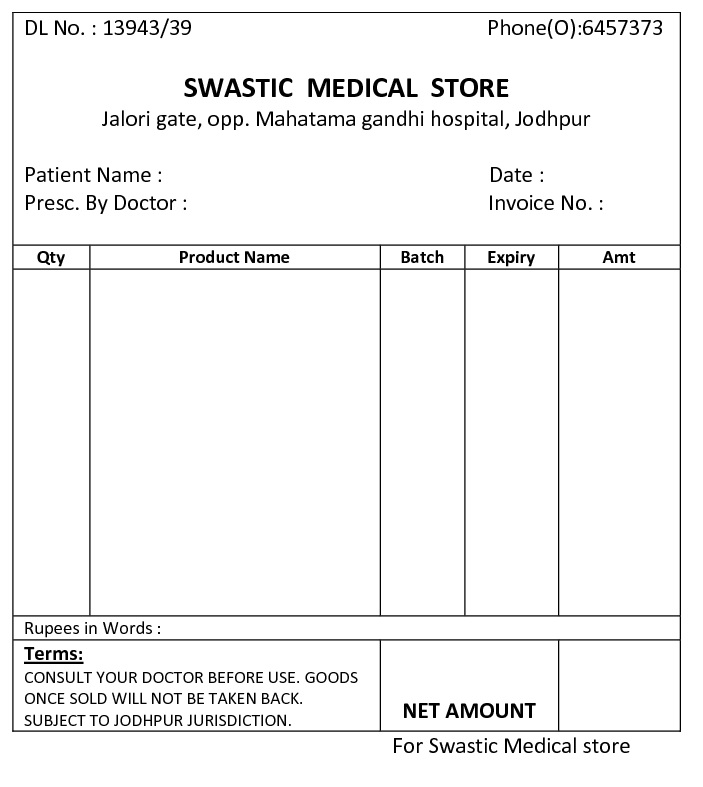 DL No. : 13943/39 Phone(O):6457373
SWASTIC MEDICAL STORE
Jalori gate, opp. Mahatama gandhi hospital, Jodhpur
Patient Name : Date :
Presc. By Doctor : Invoice No. :
Qty Product Name Batch Expiry Amt
Rupees in Words :
Terms:
CONSULT YOUR DOCTOR BEFORE USE. GOODS
ONCE SOLD WILL NOT BE TAKEN BACK.
SUBJECT TO JODHPUR JURISDICTION.
NET AMOUNT
For Swastic Medical store